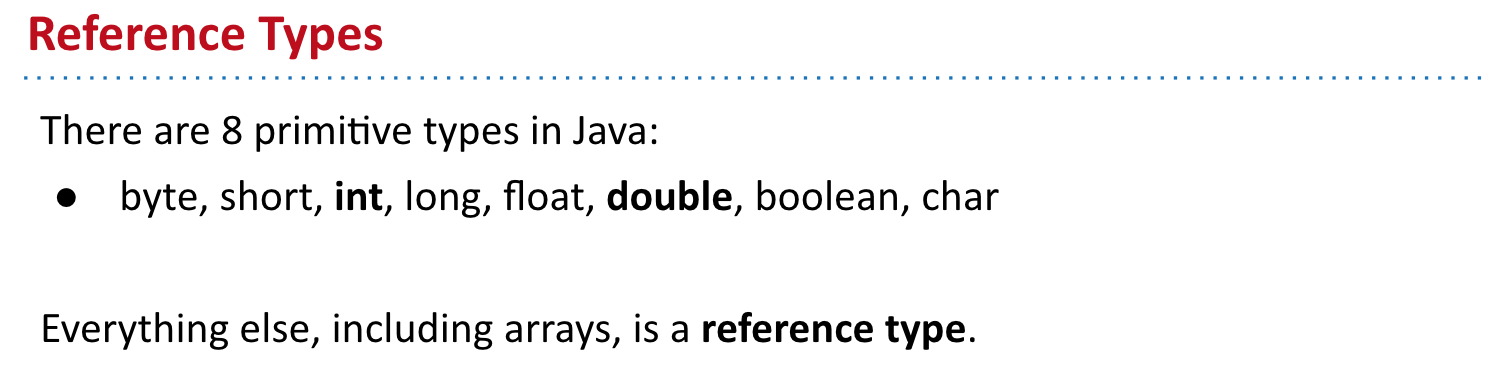 Reference Types
There are 8 primitive types in Java:
● byte, short, int, long, float, double, boolean, char
Everything else, including arrays, is a reference type.